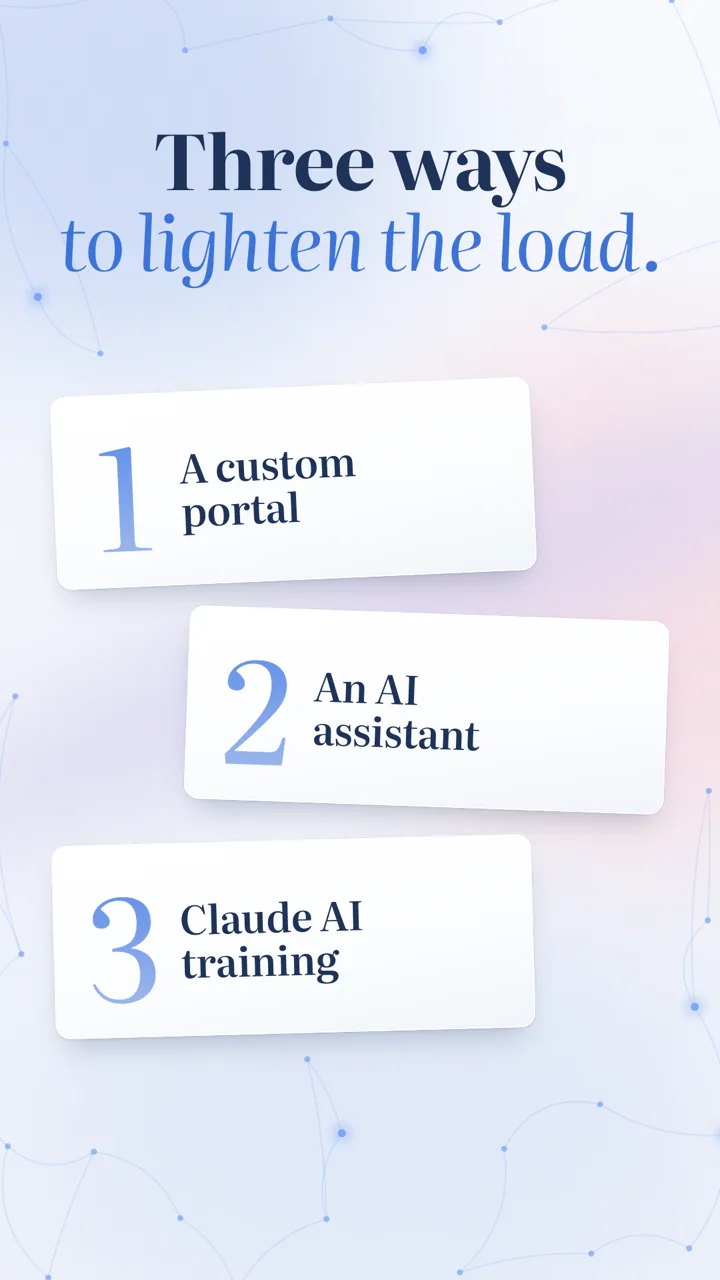 Three ways
to lighten the load.
1
A custom
portal
2
An AI
assistant
3
Claude AI
training